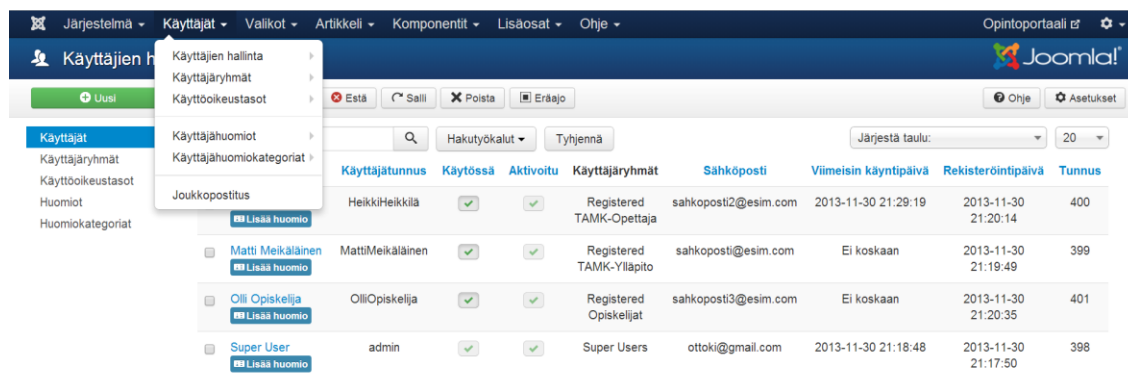 Järjestelmä Käyttäjät Valikot Artikkeli Komponentit Lisäosat Ohje Opintoportaali
Käyttäjien h Joomla!
Uusi Estä Salli Poista Eräajo Ohje Asetukset
Käyttäjien hallinta
Käyttäjäryhmät
Käyttöoikeustasot
Käyttäjähuomiot
Käyttäjähuomiokategoriat
Joukkopostitus
Käyttäjät
Käyttäjäryhmät
Käyttöoikeustasot
Huomiot
Huomiokategoriat
Hakutyökalut Tyhjennä Järjestä taulu: 20
Käyttäjätunnus Käytössä Aktivoitu Käyttäjäryhmät Sähköposti Viimeisin käyntipäivä Rekisteröintipäivä Tunnus
HeikkiHeikkilä Registered sahkoposti2@esim.com 2013-11-30 21:29:19 2013-11-30 400
Lisää huomio TAMK-Opettaja 21:20:14
Matti Meikäläinen MattiMeikäläinen Registered sahkoposti@esim.com Ei koskaan 2013-11-30 399
Lisää huomio TAMK-Ylläpito 21:19:49
Olli Opiskelija OlliOpiskelija Registered sahkoposti3@esim.com Ei koskaan 2013-11-30 401
Lisää huomio Opiskelijat 21:20:35
Super User admin Super Users ottoki@gmail.com 2013-11-30 21:18:48 2013-11-30 398
Lisää huomio 21:17:50